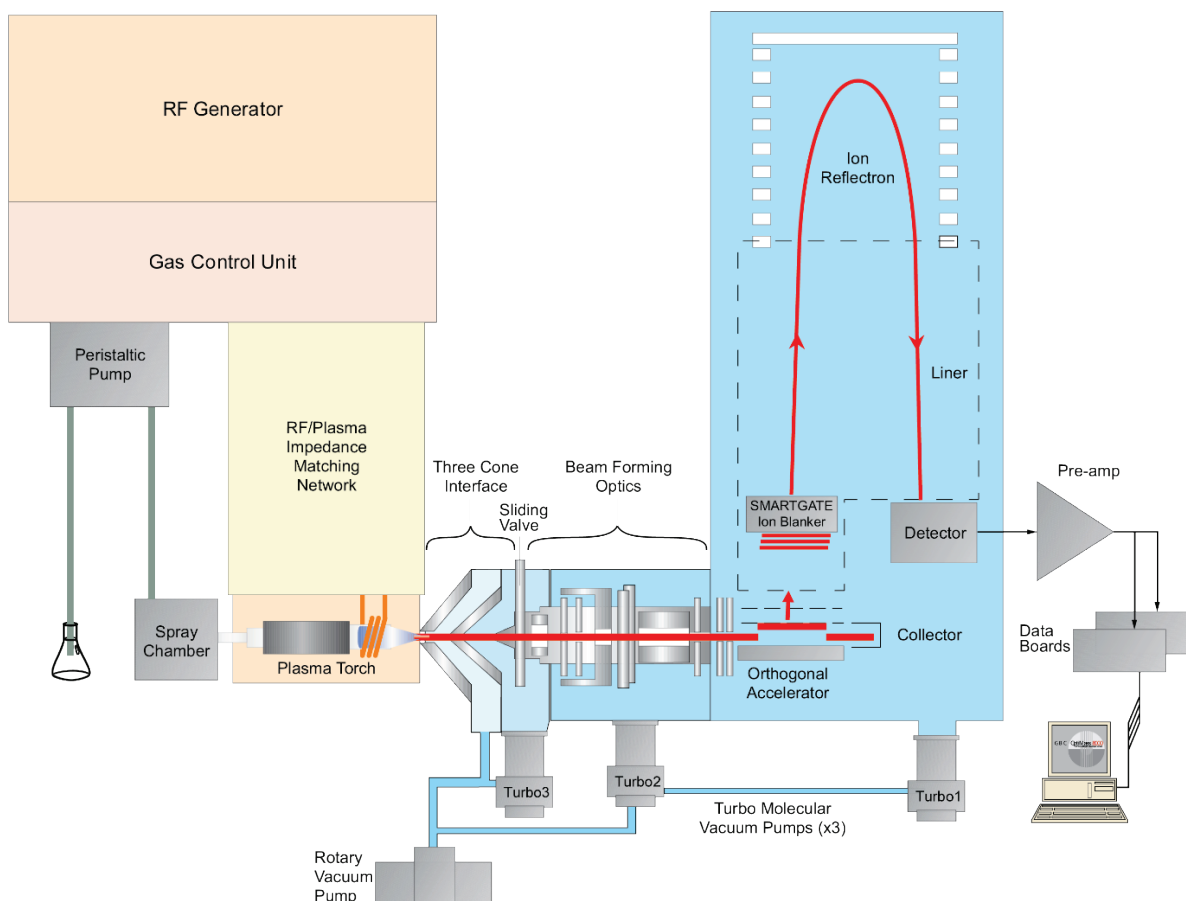 RF Generator
Gas Control Unit
Peristaltic
Pump
RF/Plasma
Impedance
Matching
Network
Three Cone
Interface
Sliding
Valve
Beam Forming
Optics
Ion
Reflectron
Liner
SMARTGATE
Ion Blanker
Detector
Pre-amp
Spray
Chamber
Plasma Torch
Orthogonal
Accelerator
Collector
Data
Boards
Turbo3
Turbo2
Turbo1
Turbo Molecular
Vacuum Pumps (x3)
Rotary
Vacuum
Pump
GBC